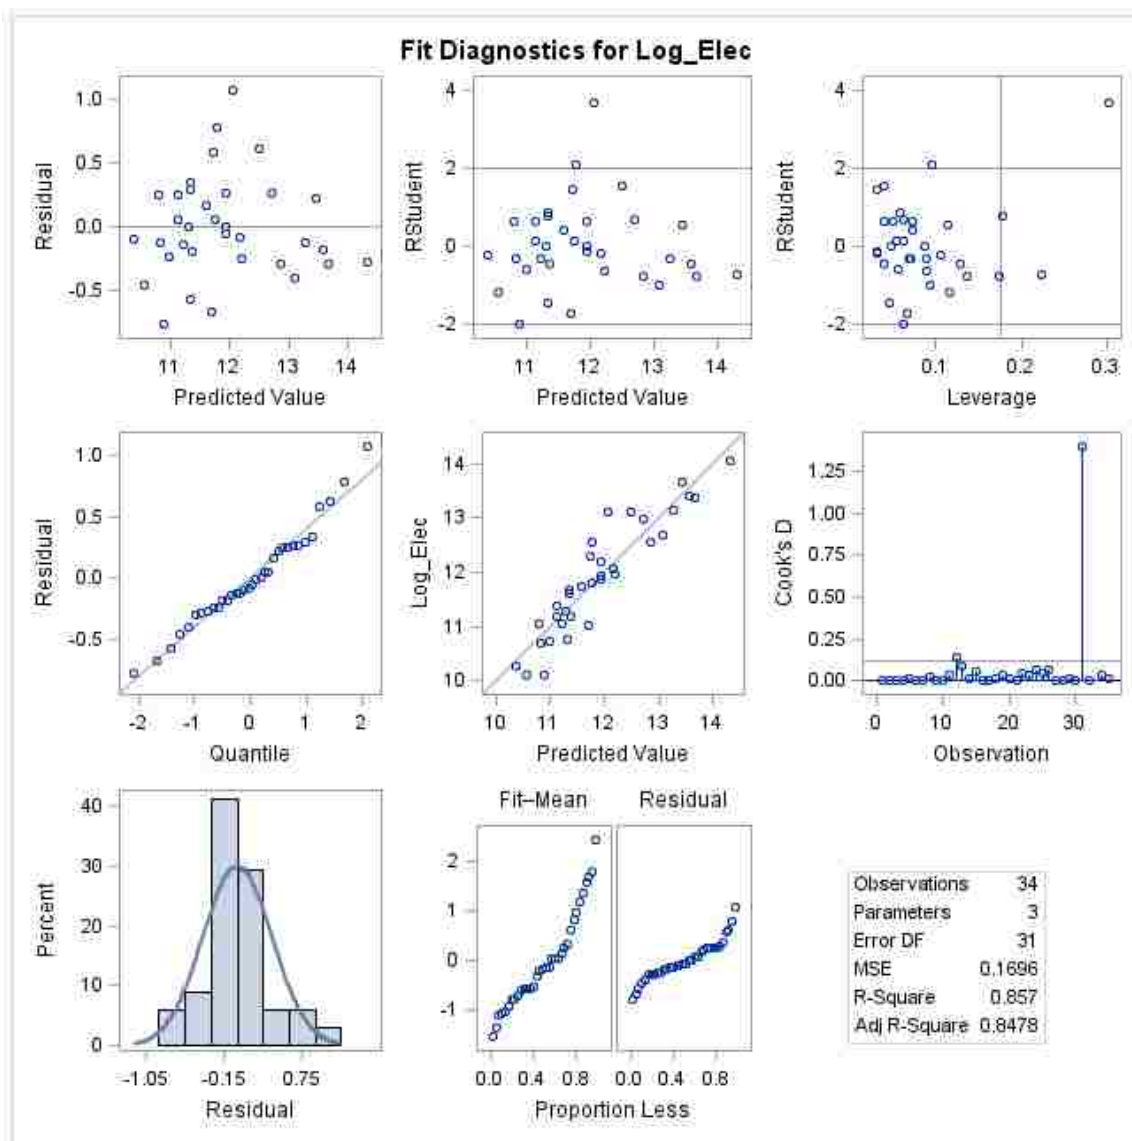 Fit Diagnostics for Log_Elec
1.0
0.5
0.0
-0.5
Residual
11 12 13 14
Predicted Value
4
2
0
-2
RStudent
11 12 13 14
Predicted Value
4
2
0
-2
RStudent
0.1 0.2 0.3
Leverage
1.0
0.5
0.0
-0.5
Residual
-2 -1 0 1 2
Quantile
14
13
12
11
10
Log_Elec
10 11 12 13 14
Predicted Value
1.25
1.00
0.75
0.50
0.25
0.00
Cook's D
0 10 20 30
Observation
40
30
20
10
0
Percent
-1.05 -0.15 0.75
Residual
Fit–Mean Residual
2
1
0
-1
0.0 0.4 0.8 0.0 0.4 0.8
Proportion Less
Observations 34
Parameters 3
Error DF 31
MSE 0.1696
R-Square 0.857
Adj R-Square 0.8478